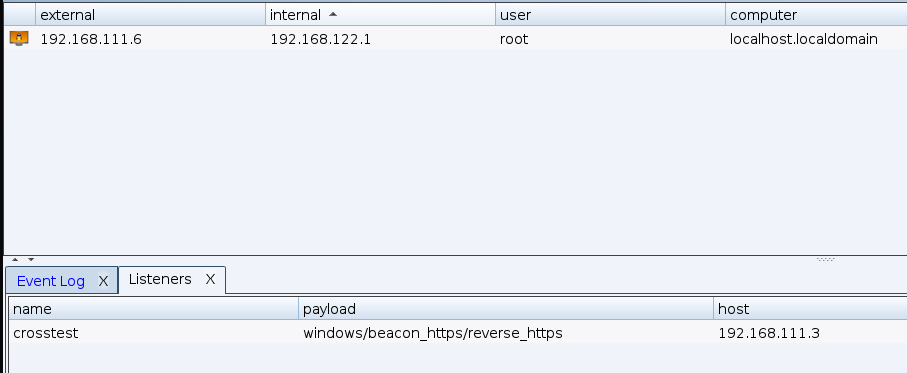 external internal user computer
192.168.111.6 192.168.122.1 root localhost.localdomain
Event Log X Listeners X
name payload host
crosstest windows/beacon_https/reverse_https 192.168.111.3